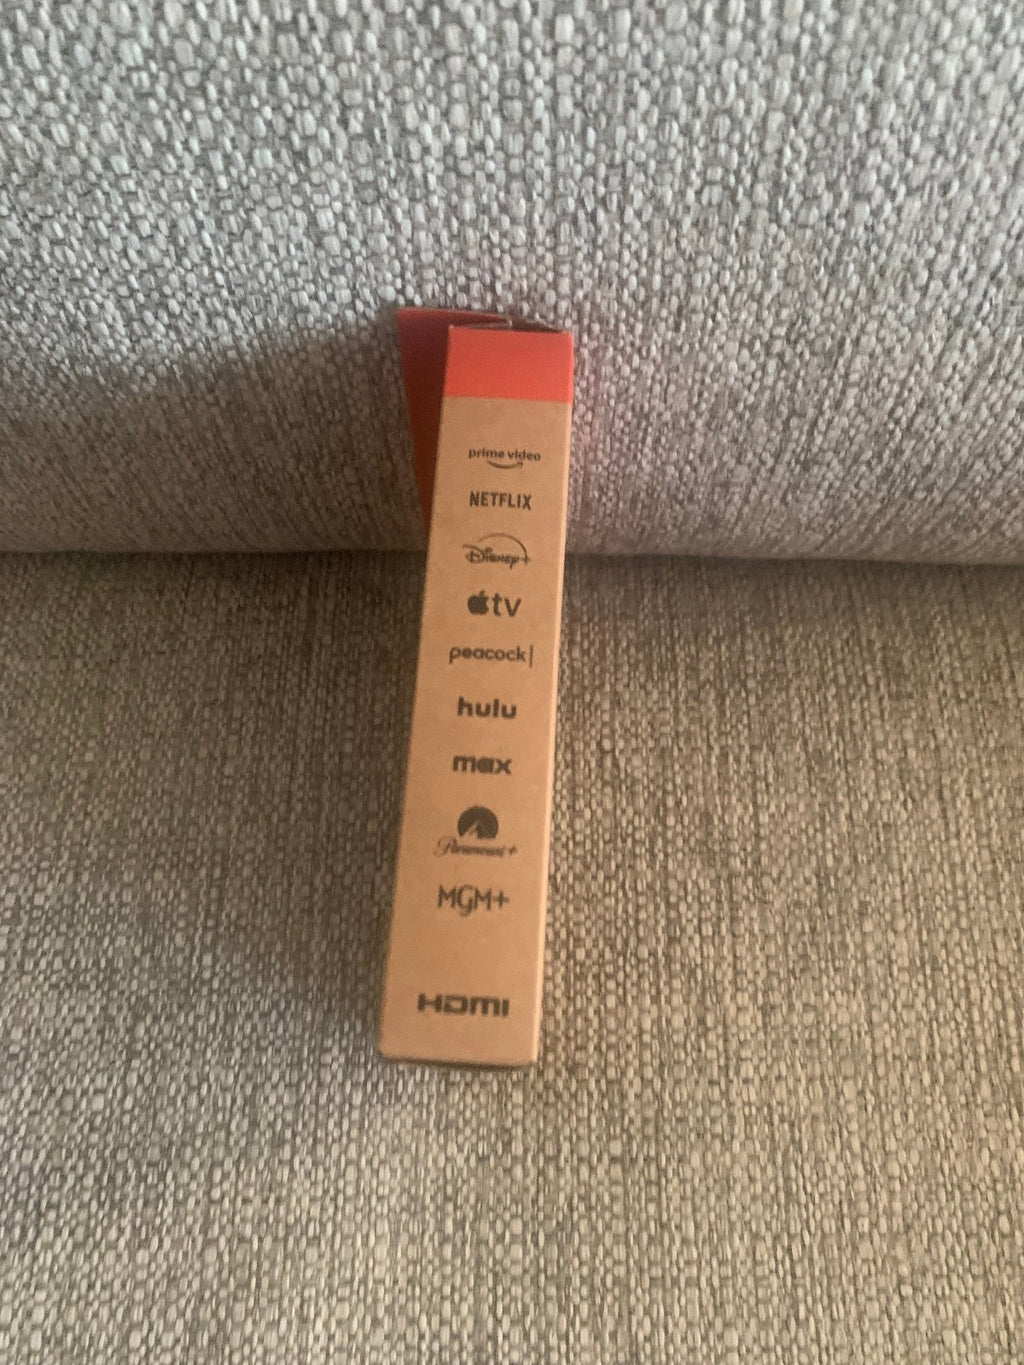 prime video
NETFLIX
Disney+
tv
peacock
hulu
max
Paramount+
MGM+
HDMI